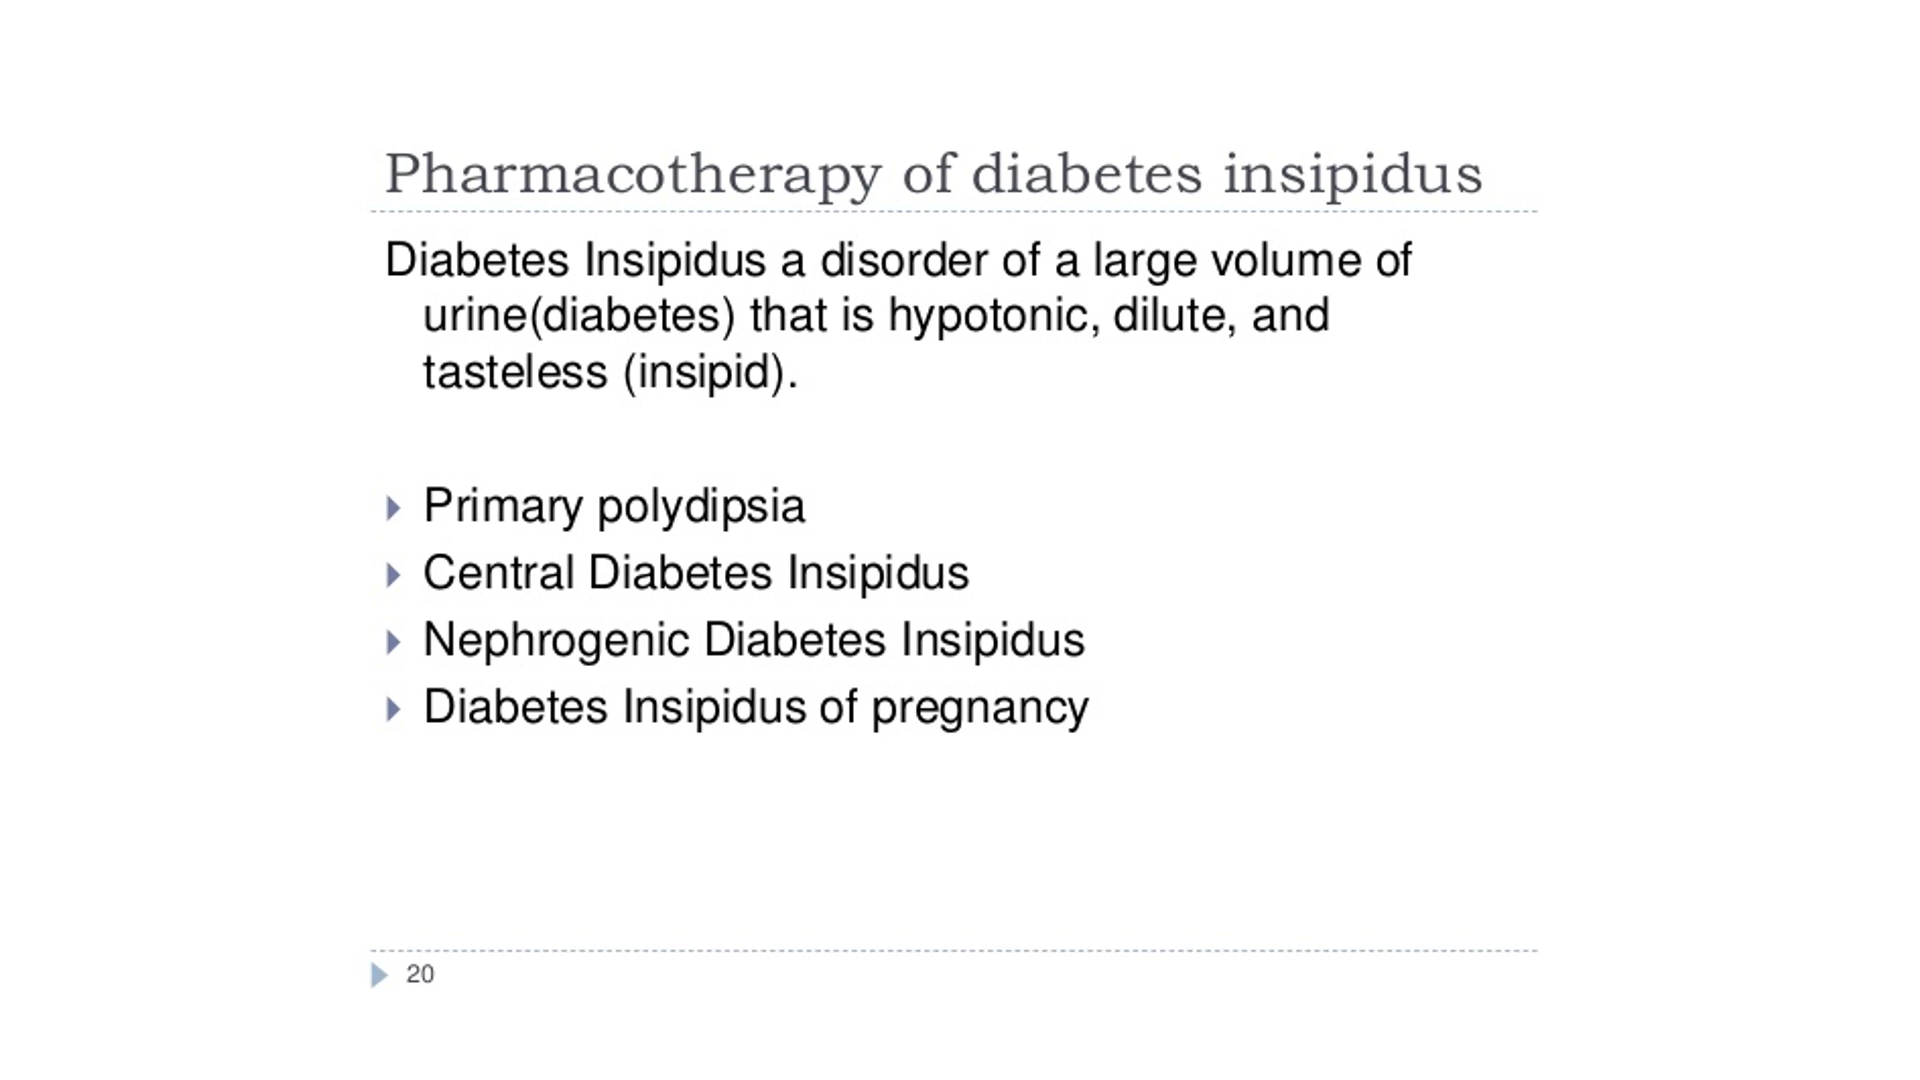 Pharmacotherapy of diabetes insipidus
Diabetes Insipidus a disorder of a large volume of
urine(diabetes) that is hypotonic, dilute, and
tasteless (insipid).
Primary polydipsia
Central Diabetes Insipidus
Nephrogenic Diabetes Insipidus
Diabetes Insipidus of pregnancy
20